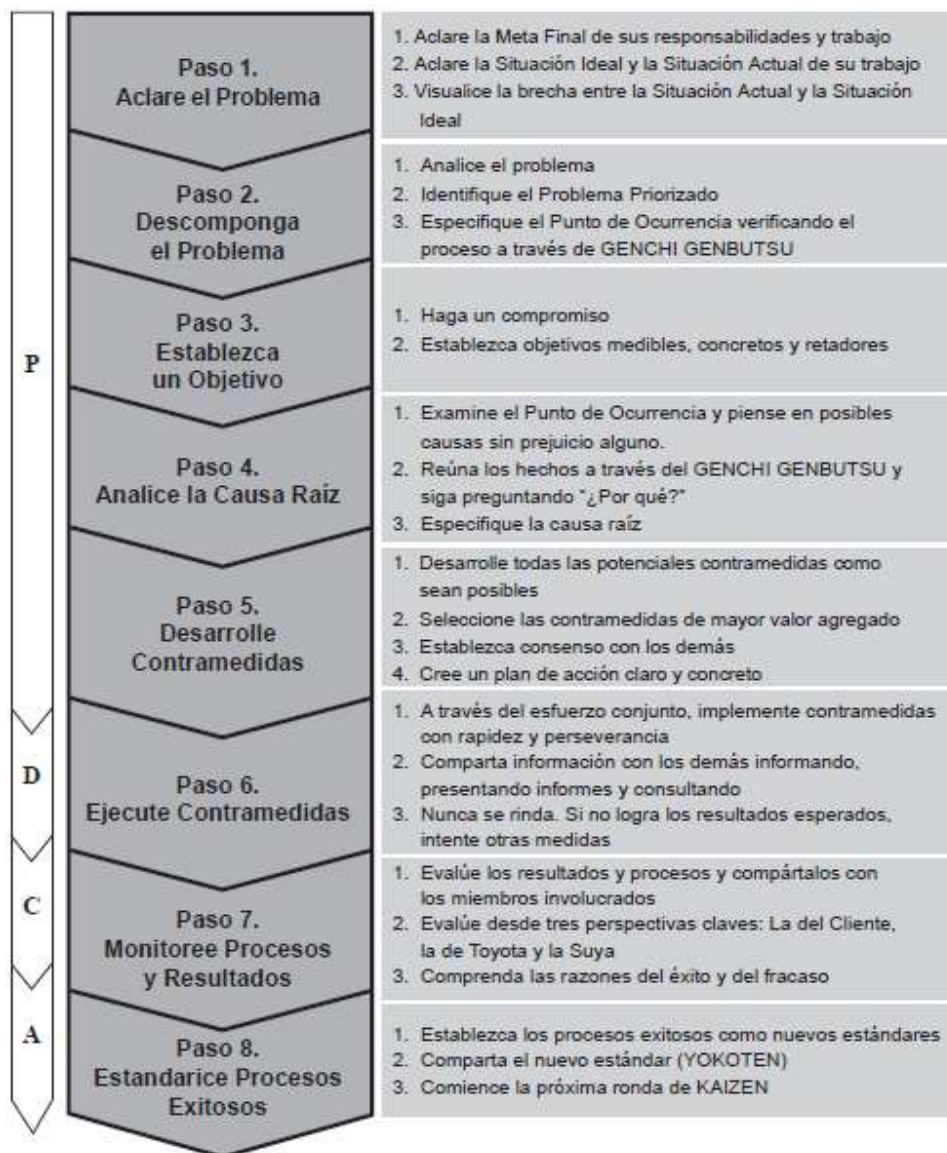 P
D
C
A
Paso 1.
Aclare el Problema
1. Aclare la Meta Final de sus responsabilidades y trabajo
2. Aclare la Situación Ideal y la Situación Actual de su trabajo
3. Visualice la brecha entre la Situación Actual y la Situación
Ideal
Paso 2.
Descomponga
el Problema
1. Analice el problema
2. Identifique el Problema Priorizado
3. Especifique el Punto de Ocurrencia verificando el
proceso a través de GENCHI GENBUTSU
Paso 3.
Establezca
un Objetivo
1. Haga un compromiso
2. Establezca objetivos medibles, concretos y retadores
Paso 4.
Analice la Causa Raíz
1. Examine el Punto de Ocurrencia y piense en posibles
causas sin prejuicio alguno.
2. Reúna los hechos a través del GENCHI GENBUTSU y
siga preguntando "¿Por qué?"
3. Especifique la causa raíz
Paso 5.
Desarrolle
Contramedidas
1. Desarrolle todas las potenciales contramedidas como
sean posibles
2. Seleccione las contramedidas de mayor valor agregado
3. Establezca consenso con los demás
4. Cree un plan de acción claro y concreto
Paso 6.
Ejecute Contramedidas
1. A través del esfuerzo conjunto, implemente contramedidas
con rapidez y perseverancia
2. Comparta información con los demás informando,
presentando informes y consultando
3. Nunca se rinda. Si no logra los resultados esperados,
intente otras medidas
Paso 7.
Monitoree Procesos
y Resultados
1. Evalúe los resultados y procesos y compártalos con
los miembros involucrados
2. Evalúe desde tres perspectivas claves: La del Cliente,
la de Toyota y la Suya
3. Comprenda las razones del éxito y del fracaso
Paso 8.
Estandarice Procesos
Exitosos
1. Establezca los procesos exitosos como nuevos estándares
2. Comparta el nuevo estándar (YOKOTEN)
3. Comience la próxima ronda de KAIZEN